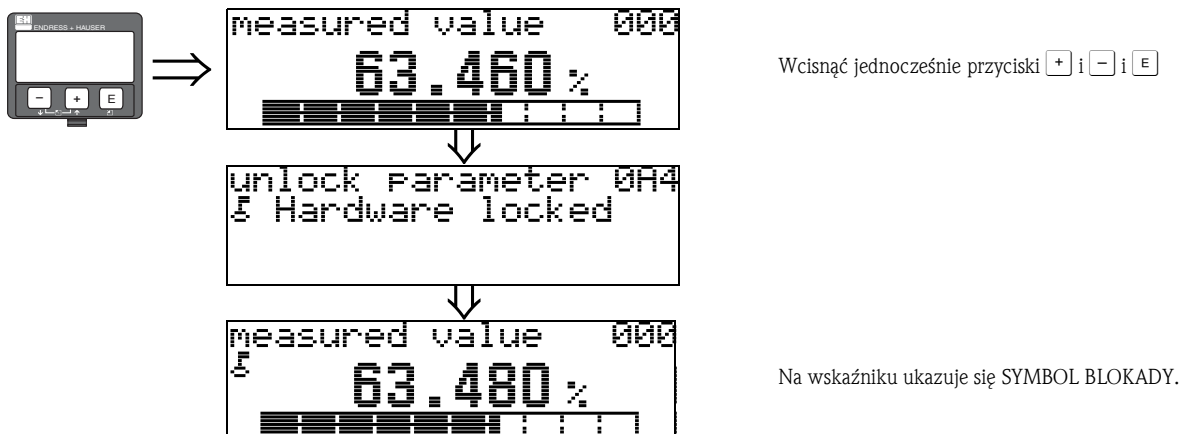 EH
ENDRESS + HAUSER
- + E
measured value 000
63.460 %
Wcisnąć jednocześnie przyciski + i - i E
unlock parameter 0A4
Hardware locked
measured value 000
63.480 %
Na wskaźniku ukazuje się SYMBOL BLOKADY.